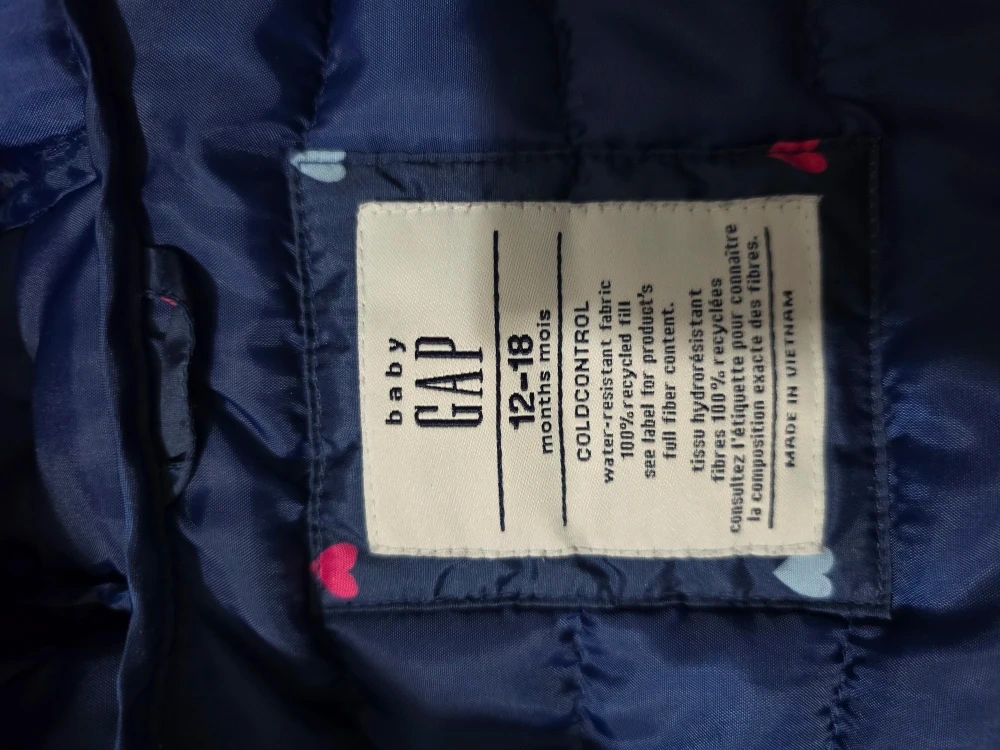 baby
GAP
12-18
months mois
COLDCONTROL
water-resistant fabric
100% recycled fill
see label for product's
full fiber content.
tissu hydrorésistant
fibres 100 % recyclées
consultez l'étiquette pour connaître
la composition exacte des fibres.
MADE IN VIETNAM